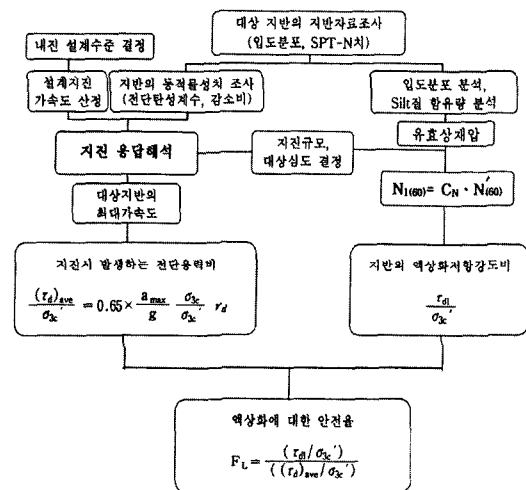 대상 지반의 지반자료조사
(입도분포, SPT-N치)
내진 설계수준 결정
설계지진
가속도 산정
지반의 동적물성치 조사
(전단탄성계수, 감소비)
입도분포 분석,
Silt질 함유량 분석
유효상재압
지진 응답해석
지진규모,
대상심도 결정
N1(60) = CN · N′(60)
대상지반의
최대가속도
지진시 발생하는 전단응력비
(τd)ave / σ3c′ = 0.65 × amax / g σ3c / σ3c′ rd
지반의 액상화저항강도비
τdl / σ3c′
액상화에 대한 안전율
FL = (τdl / σ3c′) / ((τd)ave / σ3c′)